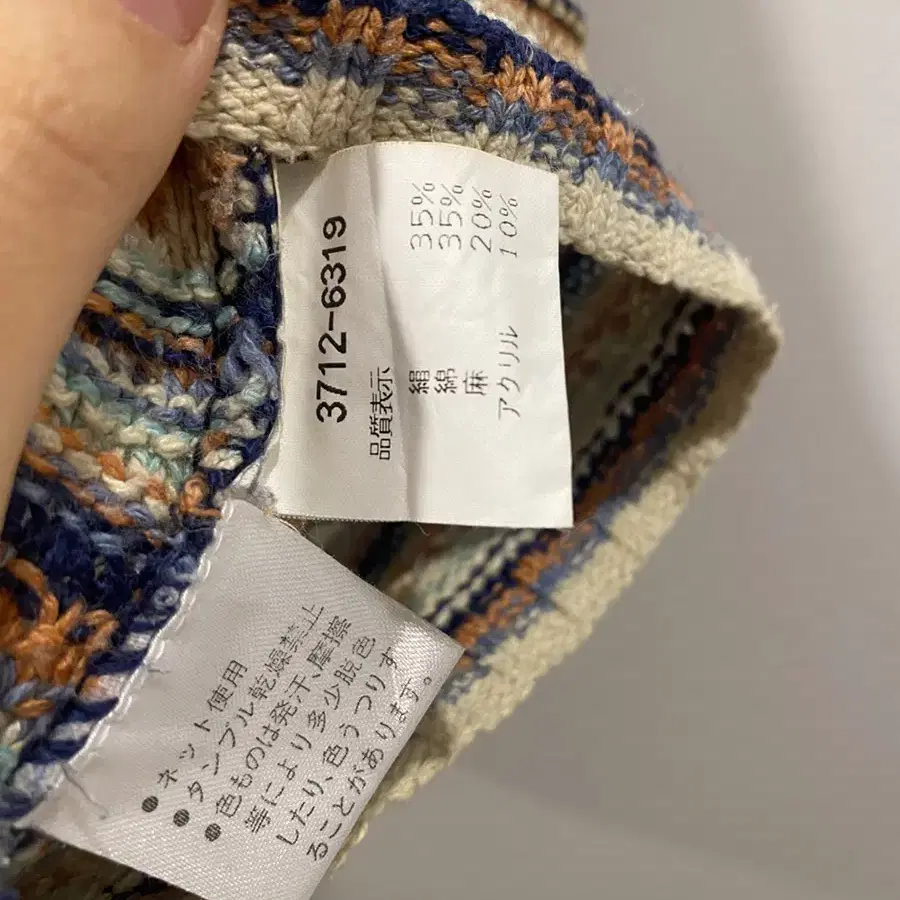 3712-6319
品質表示
絹 35%
綿 35%
麻 20%
アクリル 10%
● ネット使用
● タンブル乾燥禁止
● 色ものは発汗、摩擦
等により多少脱色
したり、色うつりす
ることがあります。